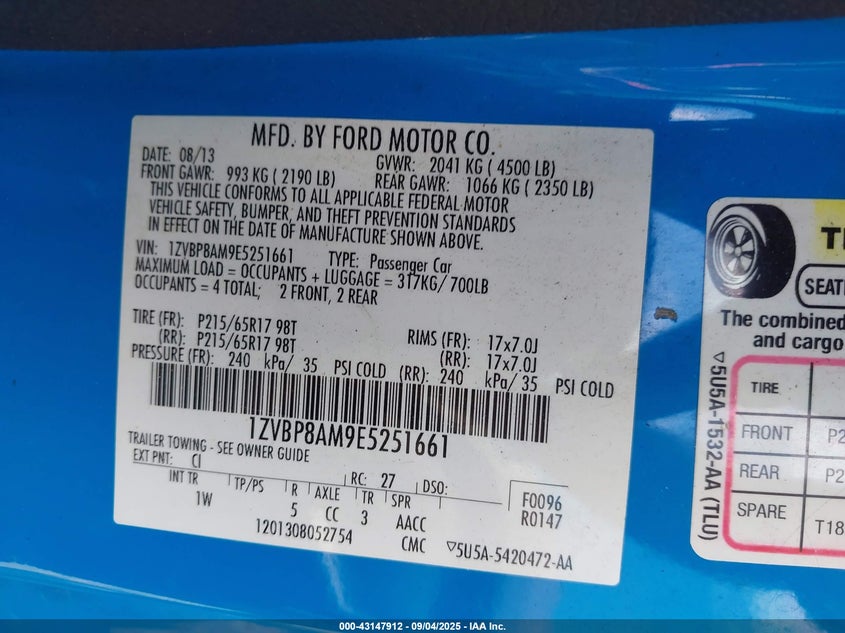 MFD. BY FORD MOTOR CO.
DATE: 08/13 GVWR: 2041 KG ( 4500 LB)
FRONT GAWR: 993 KG ( 2190 LB) REAR GAWR: 1066 KG ( 2350 LB)
THIS VEHICLE CONFORMS TO ALL APPLICABLE FEDERAL MOTOR
VEHICLE SAFETY, BUMPER, AND THEFT PREVENTION STANDARDS
IN EFFECT ON THE DATE OF MANUFACTURE SHOWN ABOVE.
VIN: 1ZVBP8AM9E5251661 TYPE: Passenger Car
MAXIMUM LOAD = OCCUPANTS + LUGGAGE = 317KG/ 700LB
OCCUPANTS = 4 TOTAL; 2 FRONT, 2 REAR
TIRE (FR): P215/65R17 98T RIMS (FR): 17x7.0J
(RR): P215/65R17 98T (RR): 17x7.0J
PRESSURE (FR): 240 kPa/ 35 PSI COLD (RR): 240 kPa/ 35 PSI COLD
1ZVBP8AM9E5251661
TRAILER TOWING - SEE OWNER GUIDE
EXT PNT: CI RC: 27 DSO:
INT TR TP/PS R AXLE TR SPR
1W 5 CC 3 AACC
F0096
R0147
1201308052754 CMC ▽5U5A-5420472-AA
SEAT
The combined
and cargo
TIRE
FRONT P2
REAR P2
SPARE T18
▽5U5A-1532-AA (TLU)
000-43147912 - 09/04/2025 - IAA Inc.